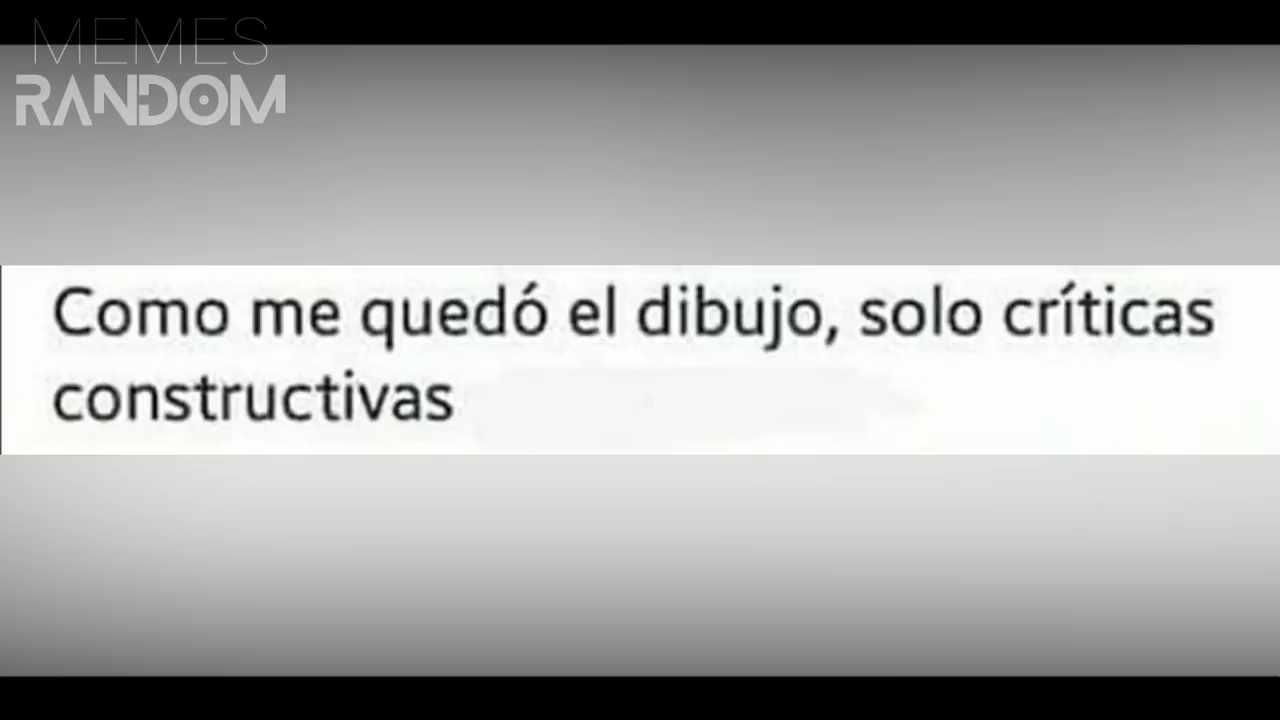 MEMES
RANDOM
Como me quedó el dibujo, solo críticas
constructivas